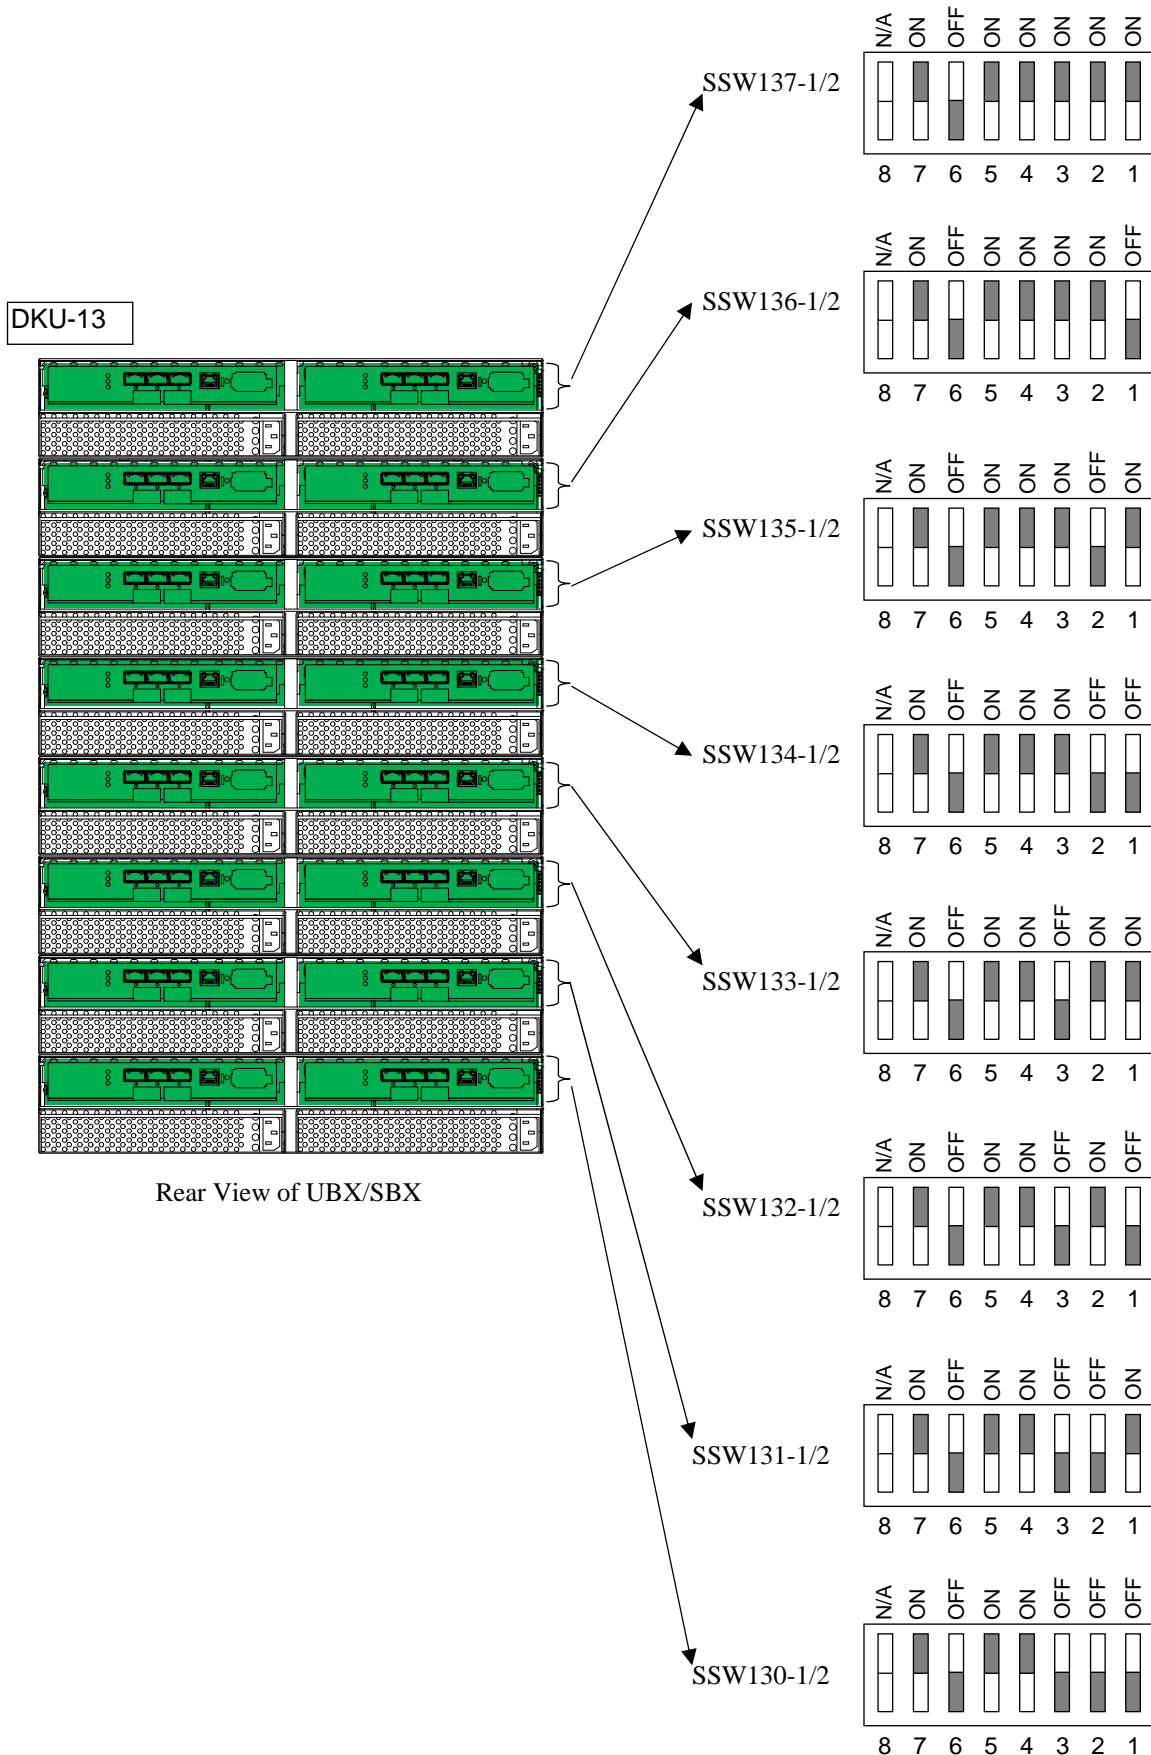 N/A ON OFF ON ON ON ON ON
SSW137-1/2
8 7 6 5 4 3 2 1
N/A ON OFF ON ON ON ON OFF
SSW136-1/2
DKU-13
8 7 6 5 4 3 2 1
N/A ON OFF ON ON ON OFF ON
SSW135-1/2
8 7 6 5 4 3 2 1
N/A ON OFF ON ON ON OFF OFF
SSW134-1/2
8 7 6 5 4 3 2 1
N/A ON OFF ON ON OFF ON ON
SSW133-1/2
8 7 6 5 4 3 2 1
N/A ON OFF ON ON OFF ON OFF
Rear View of UBX/SBX
SSW132-1/2
8 7 6 5 4 3 2 1
N/A ON OFF ON ON OFF OFF ON
SSW131-1/2
8 7 6 5 4 3 2 1
N/A ON OFF ON ON OFF OFF OFF
SSW130-1/2
8 7 6 5 4 3 2 1